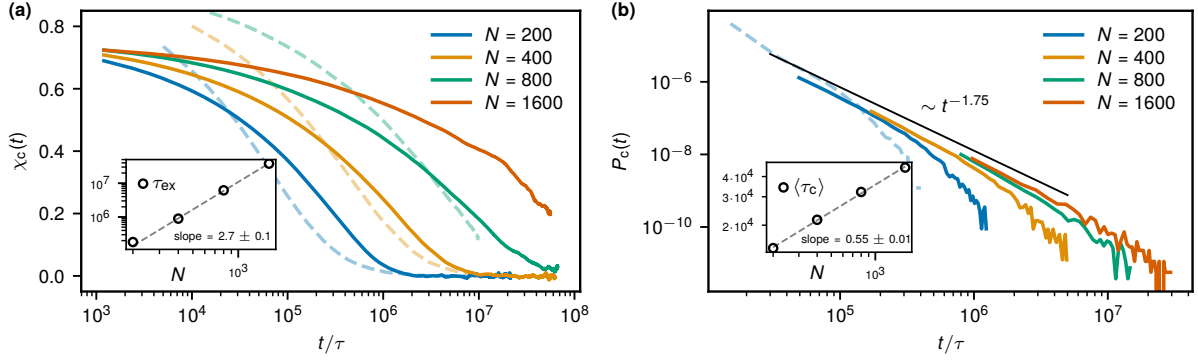 (a)
(b)
0.8
0.6
0.4
0.2
0.0
χc(t)
N = 200
N = 400
N = 800
N = 1600
10^7
10^6
τex
slope = 2.7 ± 0.1
N
10^3
10^3
10^4
10^5
10^6
10^7
10^8
t/τ
10^−6
10^−8
10^−10
Pc(t)
N = 200
N = 400
N = 800
N = 1600
∼ t^−1.75
4×10^4
3×10^4
2×10^4
⟨τc⟩
slope = 0.55 ± 0.01
N
10^3
10^5
10^6
10^7
t/τ